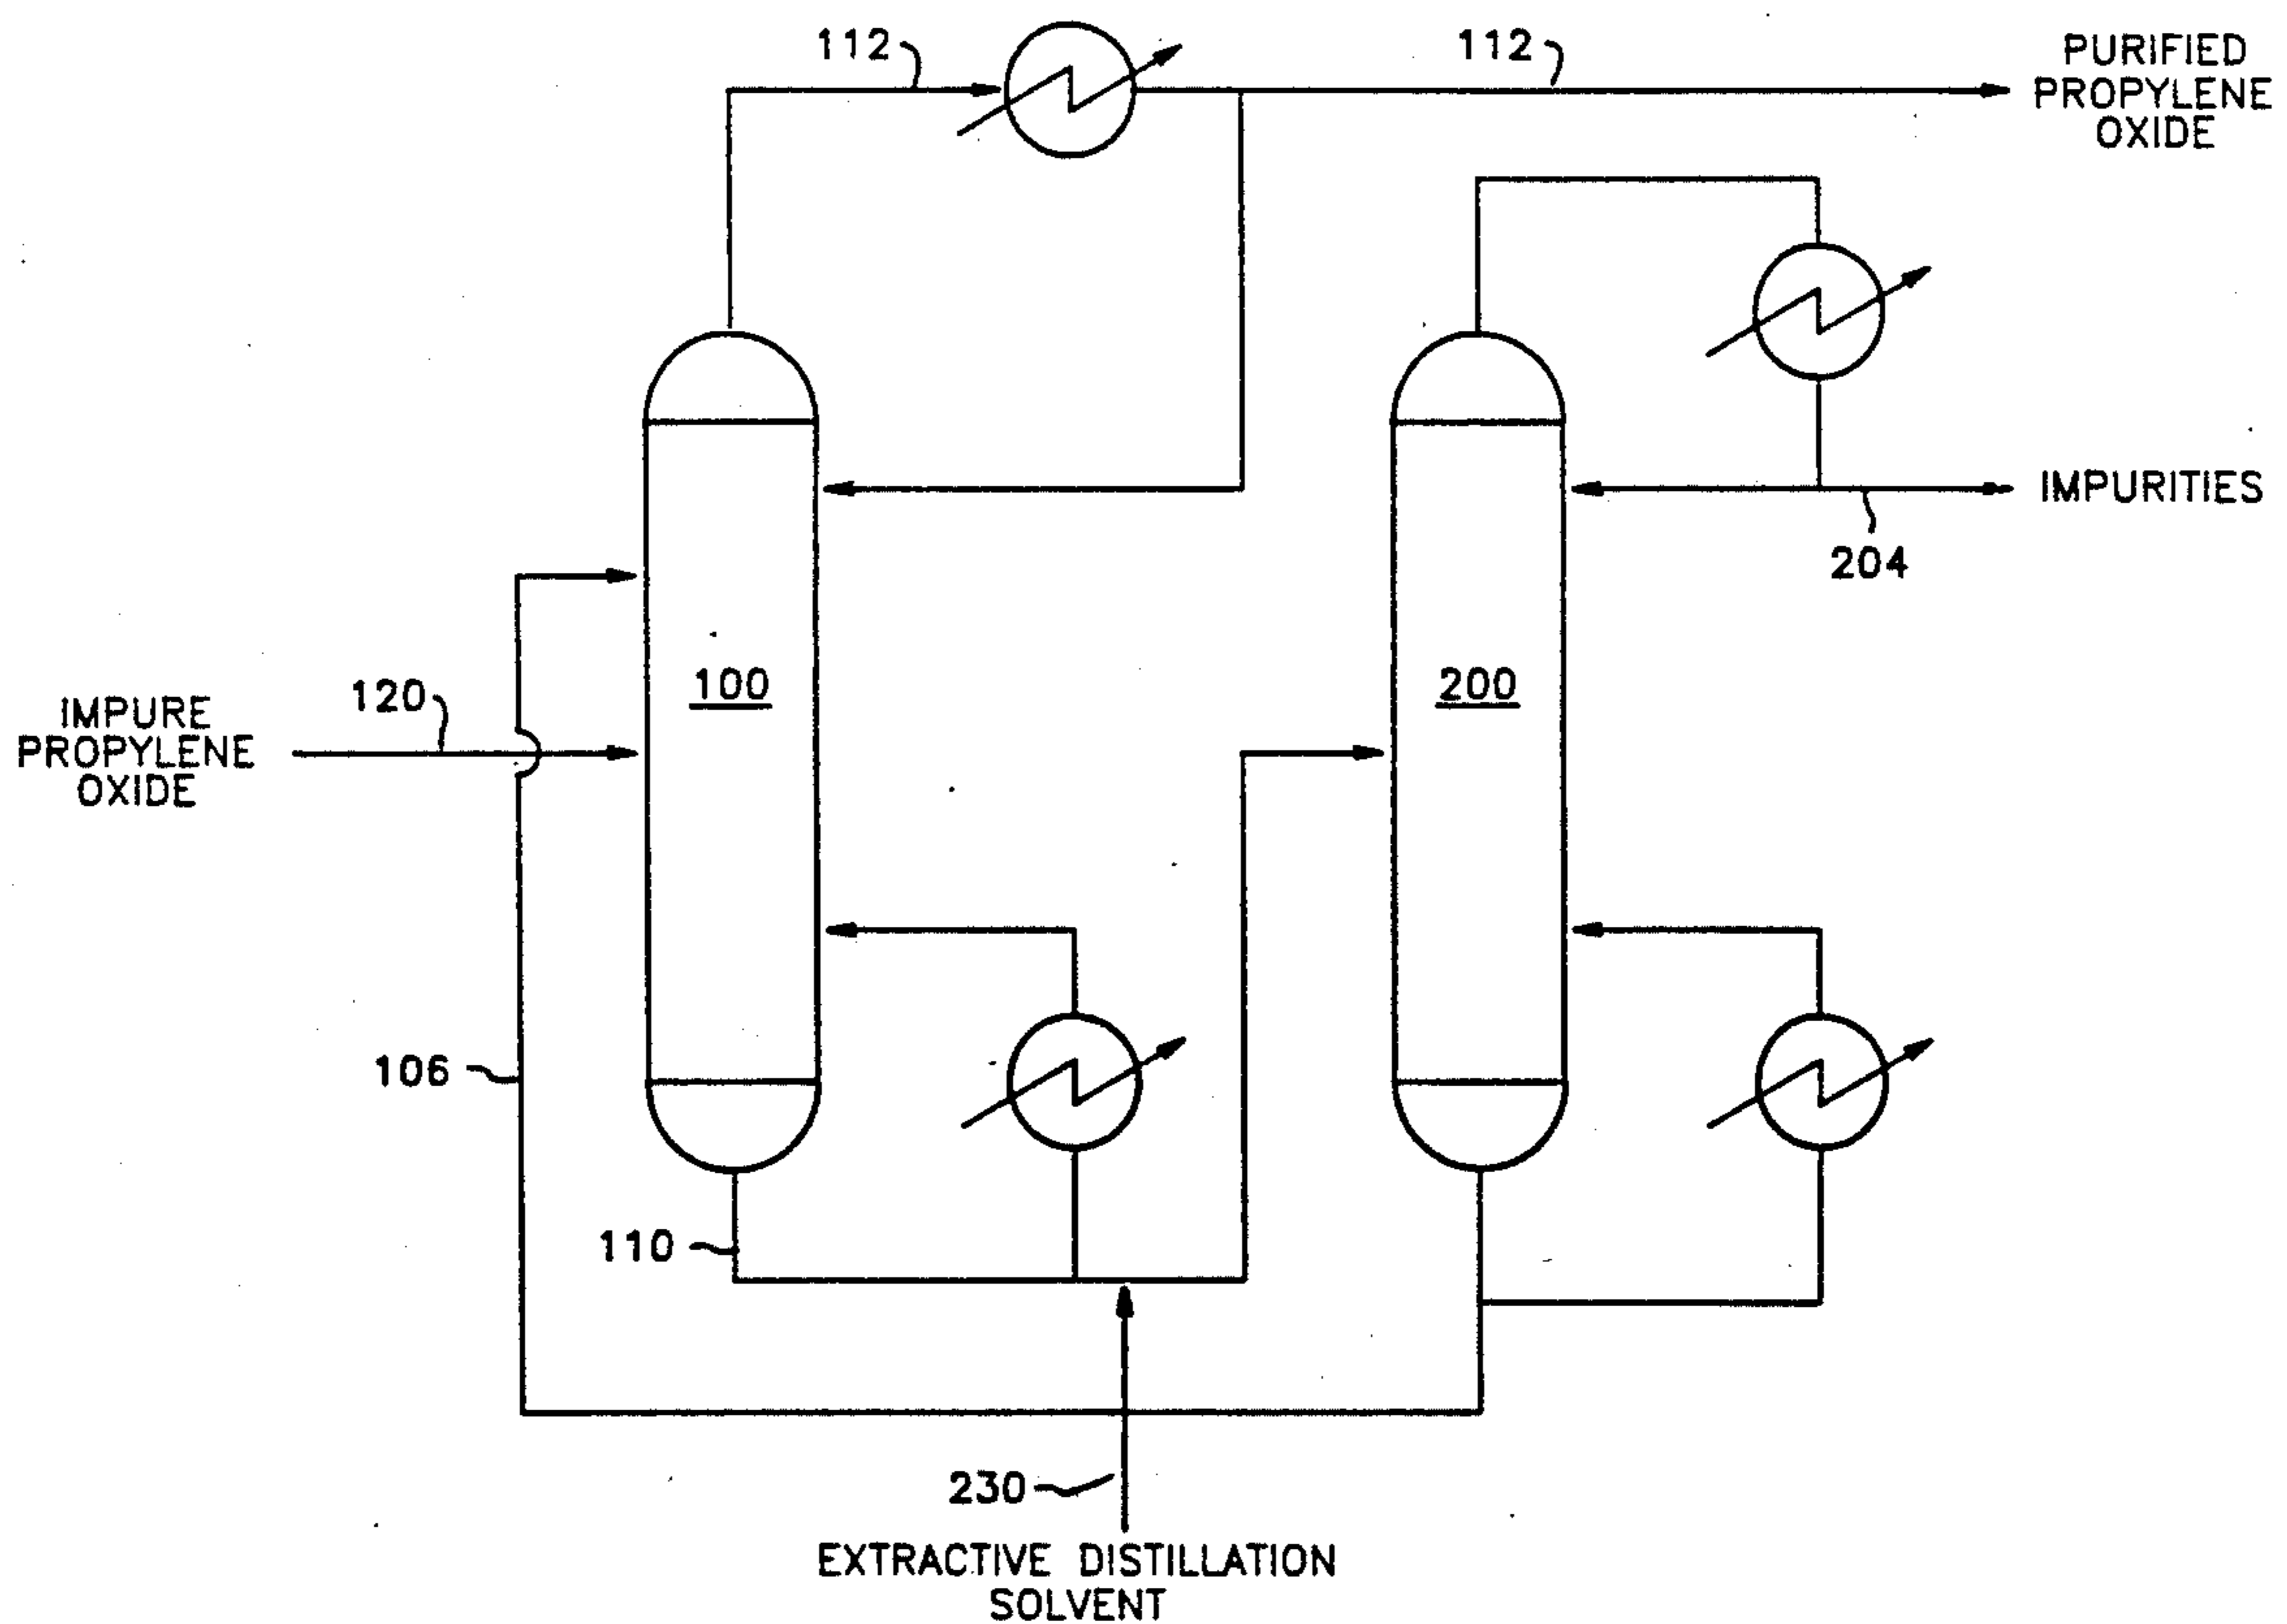 112
112
PURIFIED
PROPYLENE
OXIDE
IMPURITIES
204
100
200
120
IMPURE
PROPYLENE
OXIDE
106
110
230
EXTRACTIVE DISTILLATION
SOLVENT